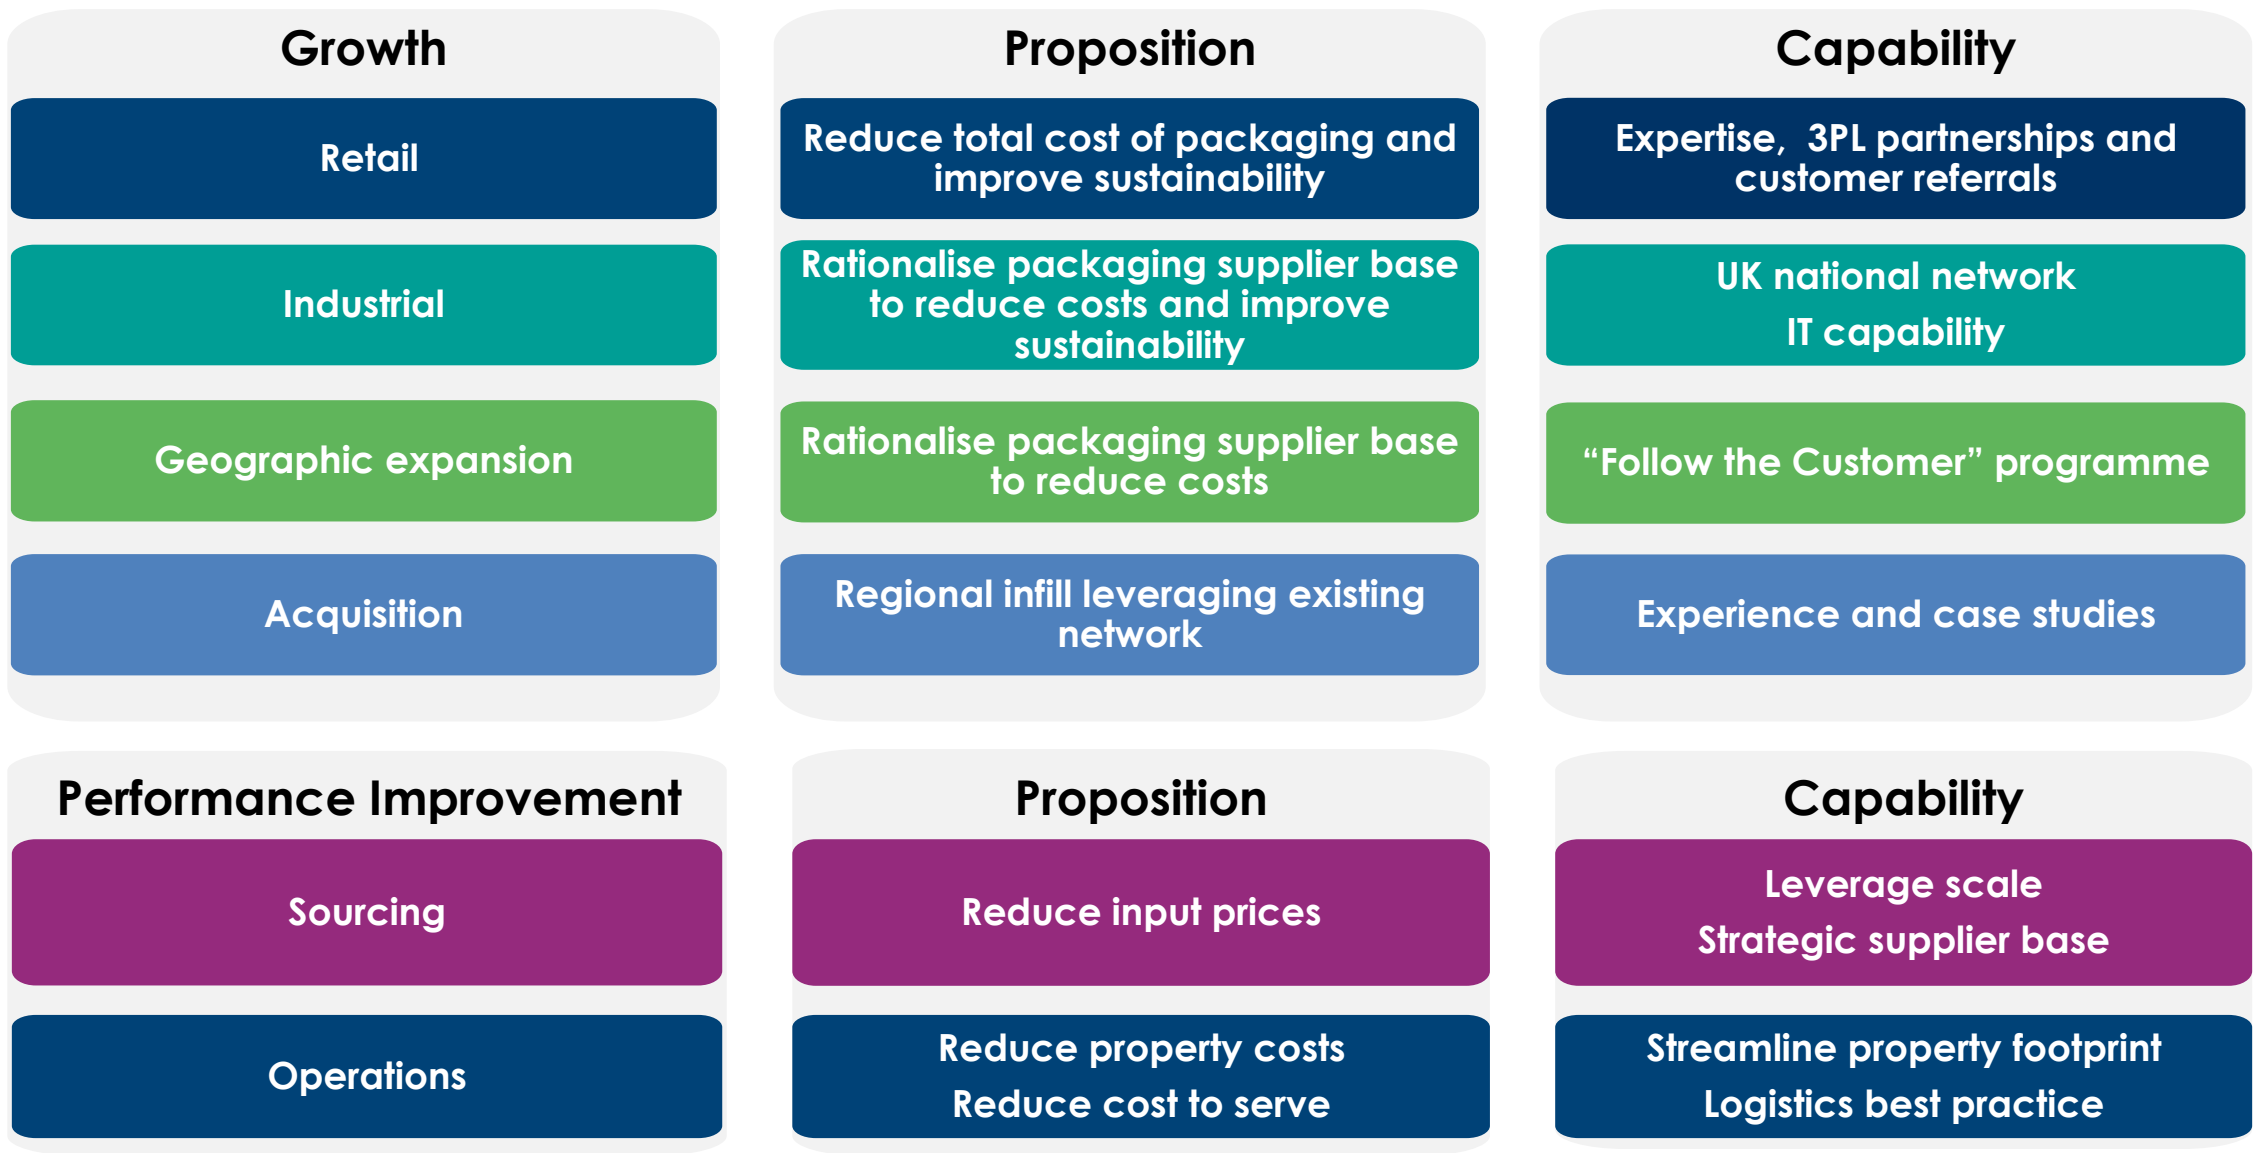 Growth
Proposition
Capability
Retail
Reduce total cost of packaging and
improve sustainability
Expertise,  3PL partnerships and
customer referrals
Industrial
Rationalise packaging supplier base
to reduce costs and improve
sustainability
UK national network
IT capability
Geographic expansion
Rationalise packaging supplier base
to reduce costs
“Follow the Customer” programme
Acquisition
Regional infill leveraging existing
network
Experience and case studies
Performance Improvement
Proposition
Capability
Sourcing
Reduce input prices
Leverage scale
Strategic supplier base
Operations
Reduce property costs
Reduce cost to serve
Streamline property footprint
Logistics best practice